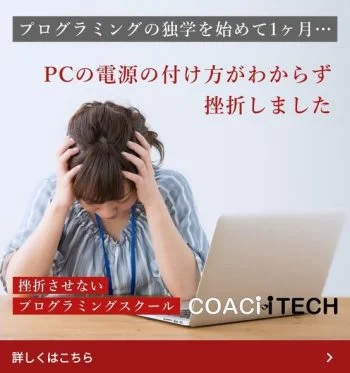 プログラミングの独学を始めて1ヶ月…
PCの電源の付け方がわからず
挫折しました
挫折させない
プログラミングスクール COACHITECH
詳しくはこちら